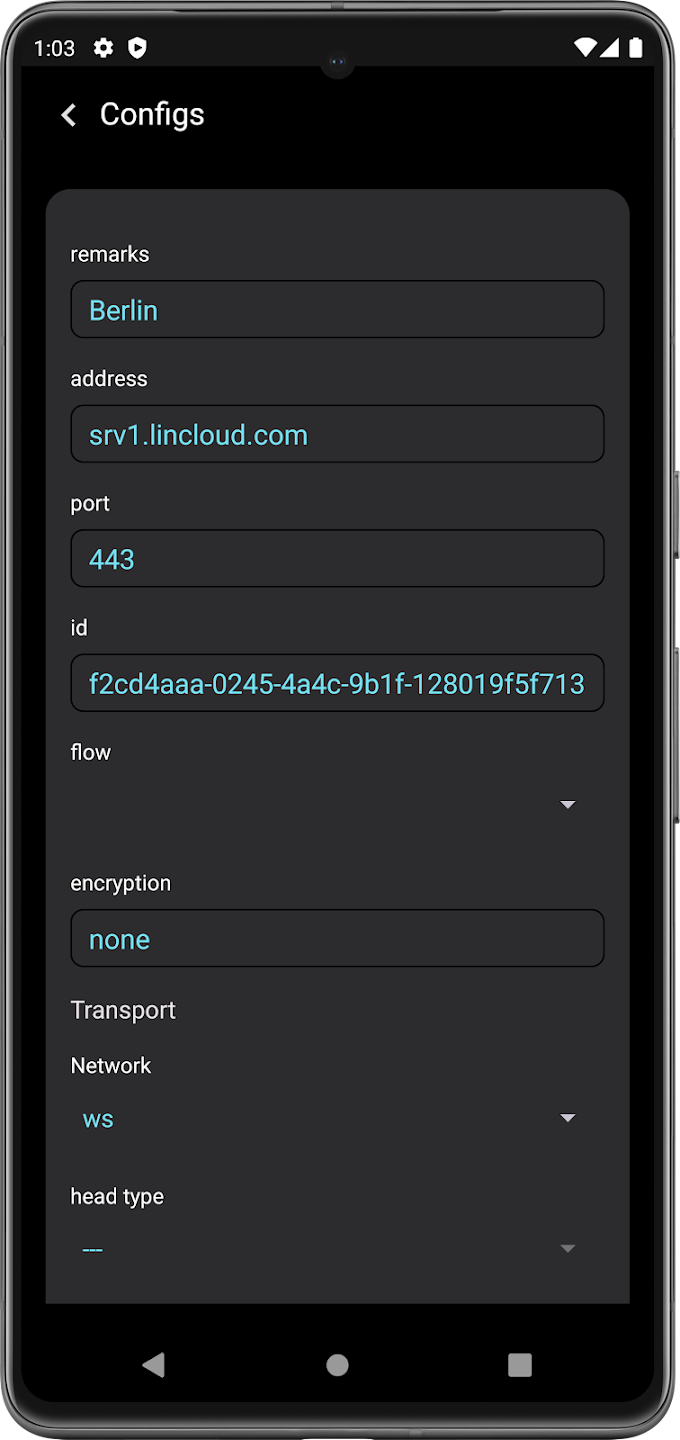 1:03
Configs
remarks
Berlin
address
srv1.lincloud.com
port
443
id
f2cd4aaa-0245-4a4c-9b1f-128019f5f713
flow
encryption
none
Transport
Network
ws
head type
---